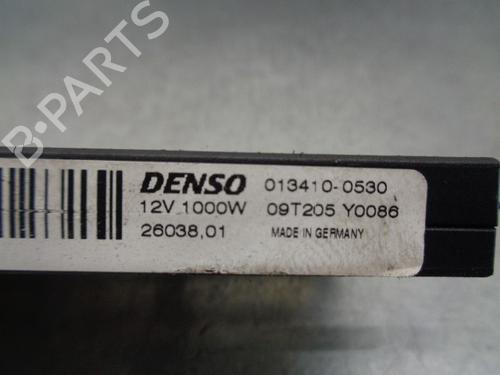 B-PARTS
DENSO 013410-0530
12V 1000W 09T205 Y0086
26038,01 MADE IN GERMANY